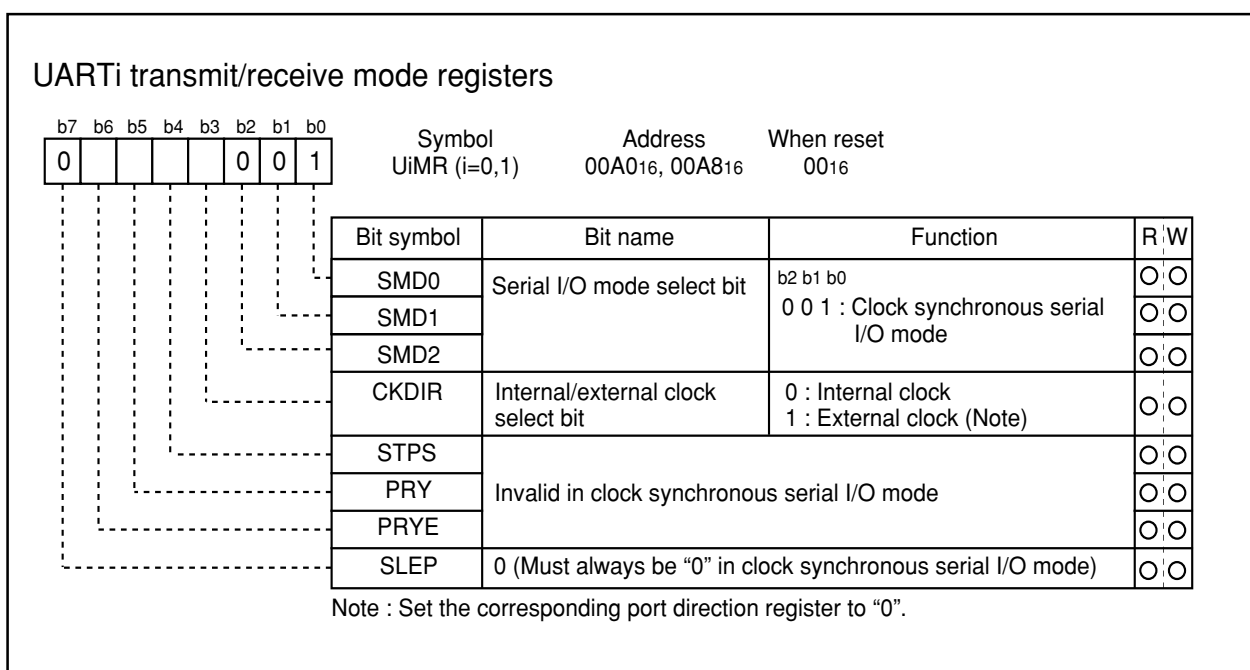 UARTi transmit/receive mode registers
b7 b6 b5 b4 b3 b2 b1 b0
0 0 0 1
Symbol Address When reset
UiMR (i=0,1) 00A016, 00A816 0016
Bit symbol Bit name Function R W
SMD0 Serial I/O mode select bit b2 b1 b0
SMD1 0 0 1 : Clock synchronous serial
I/O mode
SMD2
CKDIR Internal/external clock 0 : Internal clock
select bit 1 : External clock (Note)
STPS
PRY Invalid in clock synchronous serial I/O mode
PRYE
SLEP 0 (Must always be “0” in clock synchronous serial I/O mode)
Note : Set the corresponding port direction register to “0”.